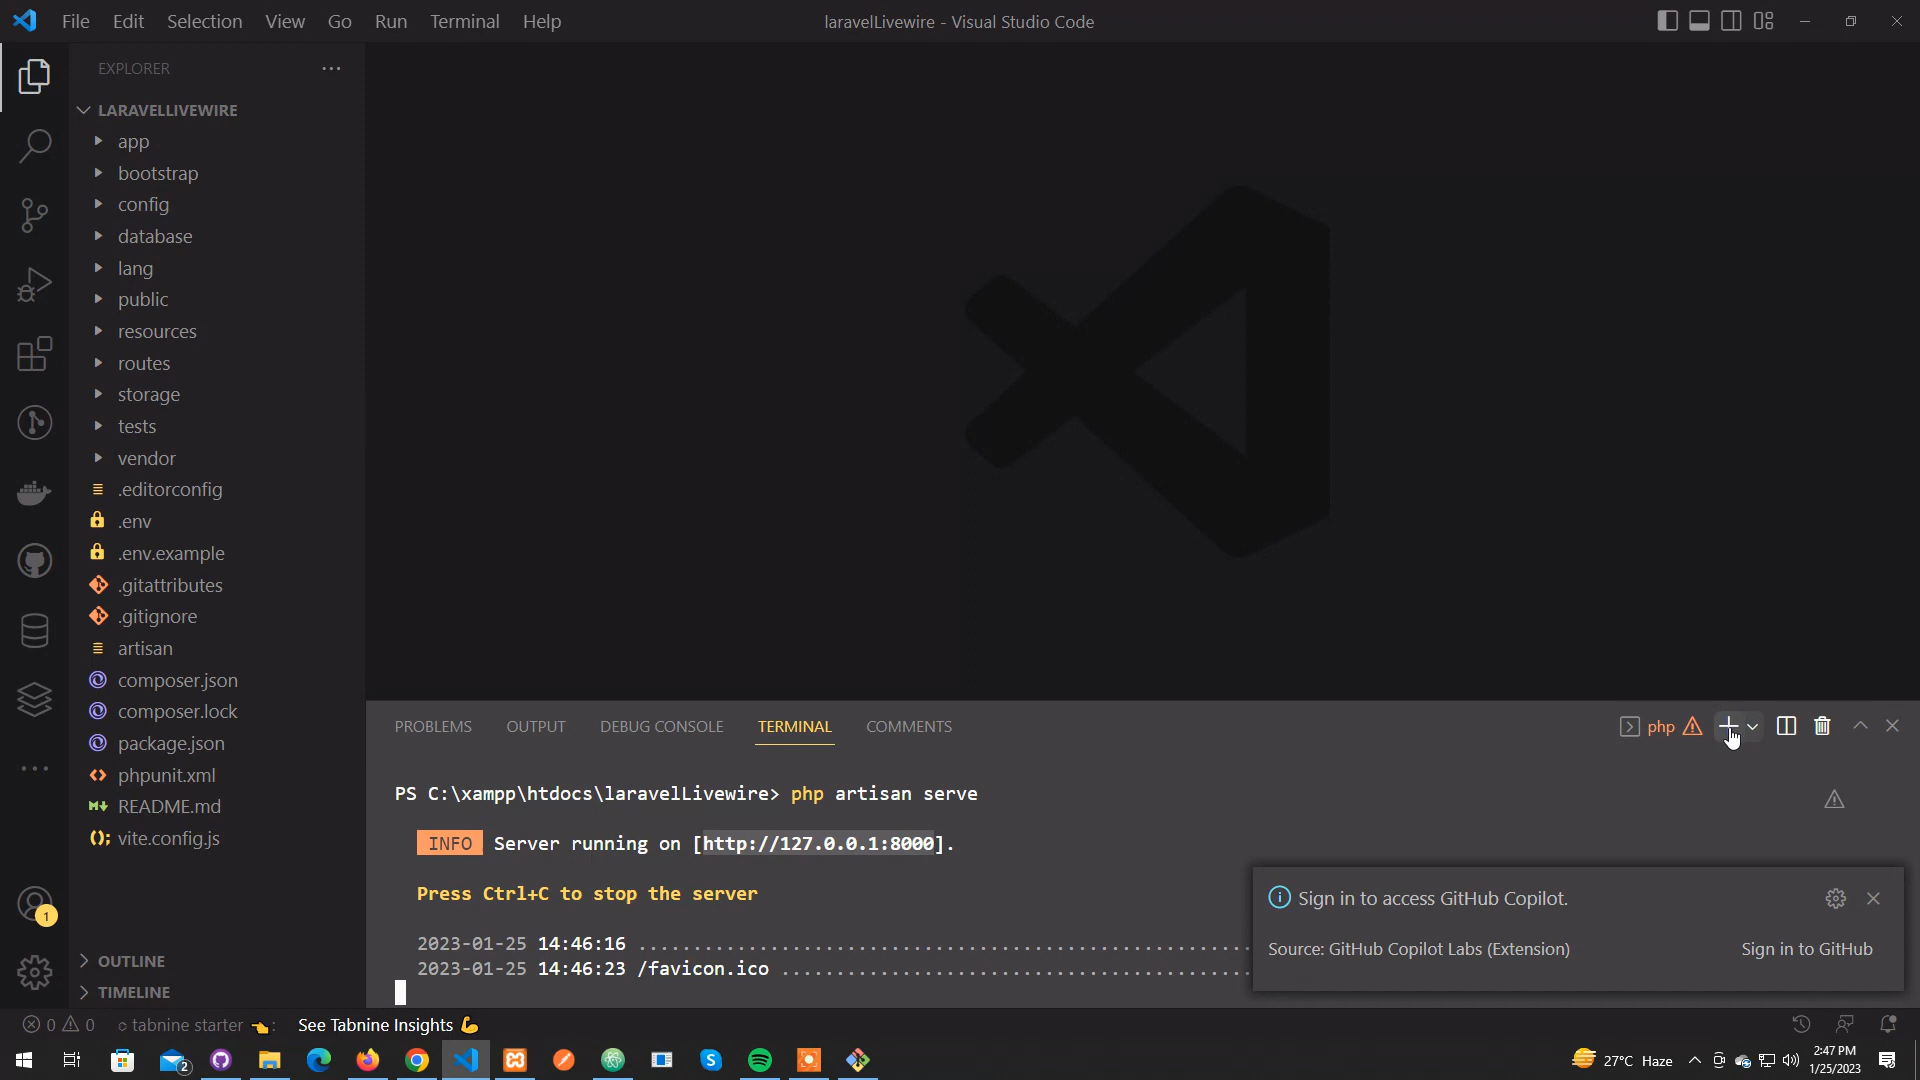 File Edit Selection View Go Run Terminal Help
laravelLivewire - Visual Studio Code
EXPLORER
LARAVELLIVEWIRE
app
bootstrap
config
database
lang
public
resources
routes
storage
tests
vendor
.editorconfig
.env
.env.example
.gitattributes
.gitignore
artisan
composer.json
composer.lock
package.json
phpunit.xml
README.md
vite.config.js
OUTLINE
TIMELINE
1
PROBLEMS OUTPUT DEBUG CONSOLE TERMINAL COMMENTS
php
PS C:\xampp\htdocs\laravelLivewire> php artisan serve
INFO Server running on [http://127.0.0.1:8000].
Press Ctrl+C to stop the server
2023-01-25 14:46:16 ........................................................
2023-01-25 14:46:23 /favicon.ico ...........................................
Sign in to access GitHub Copilot.
Source: GitHub Copilot Labs (Extension)
Sign in to GitHub
0 0 tabnine starter : See Tabnine Insights
2
27°C Haze
2:47 PM
1/25/2023